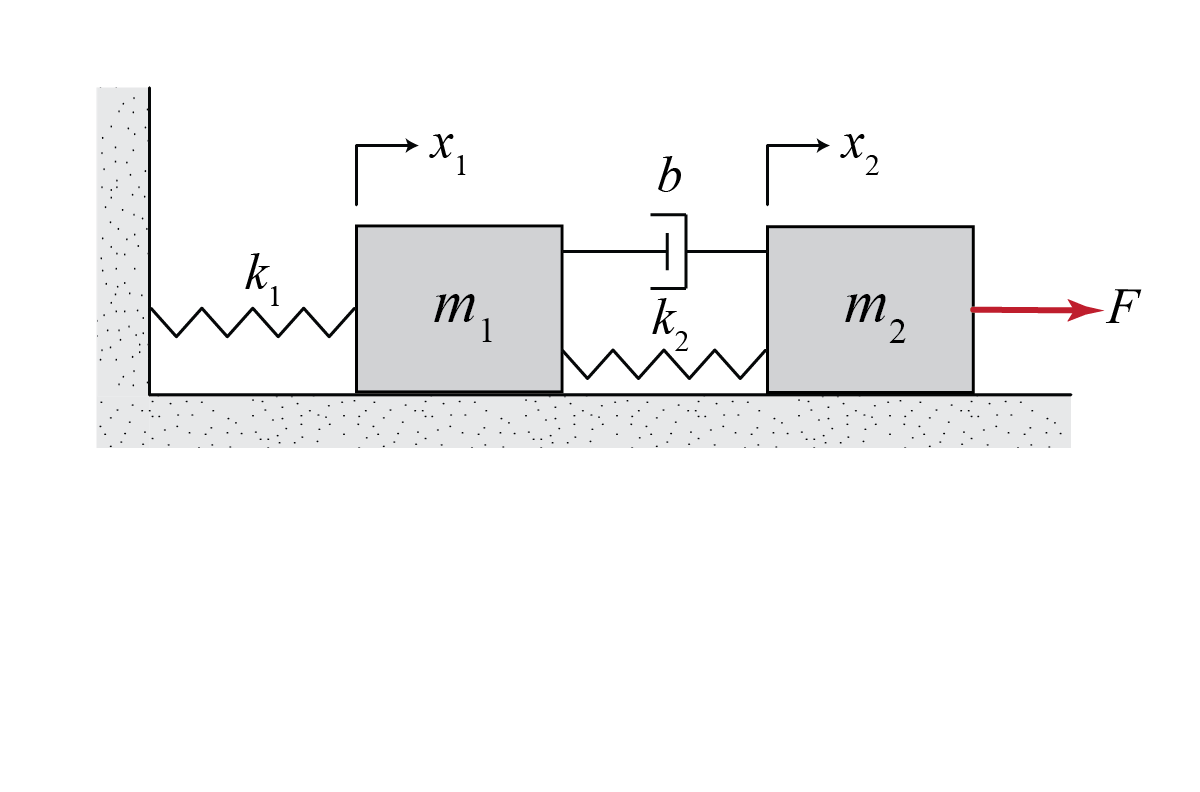 x₁
x₂
b
k₁
k₂
m₁
m₂
F